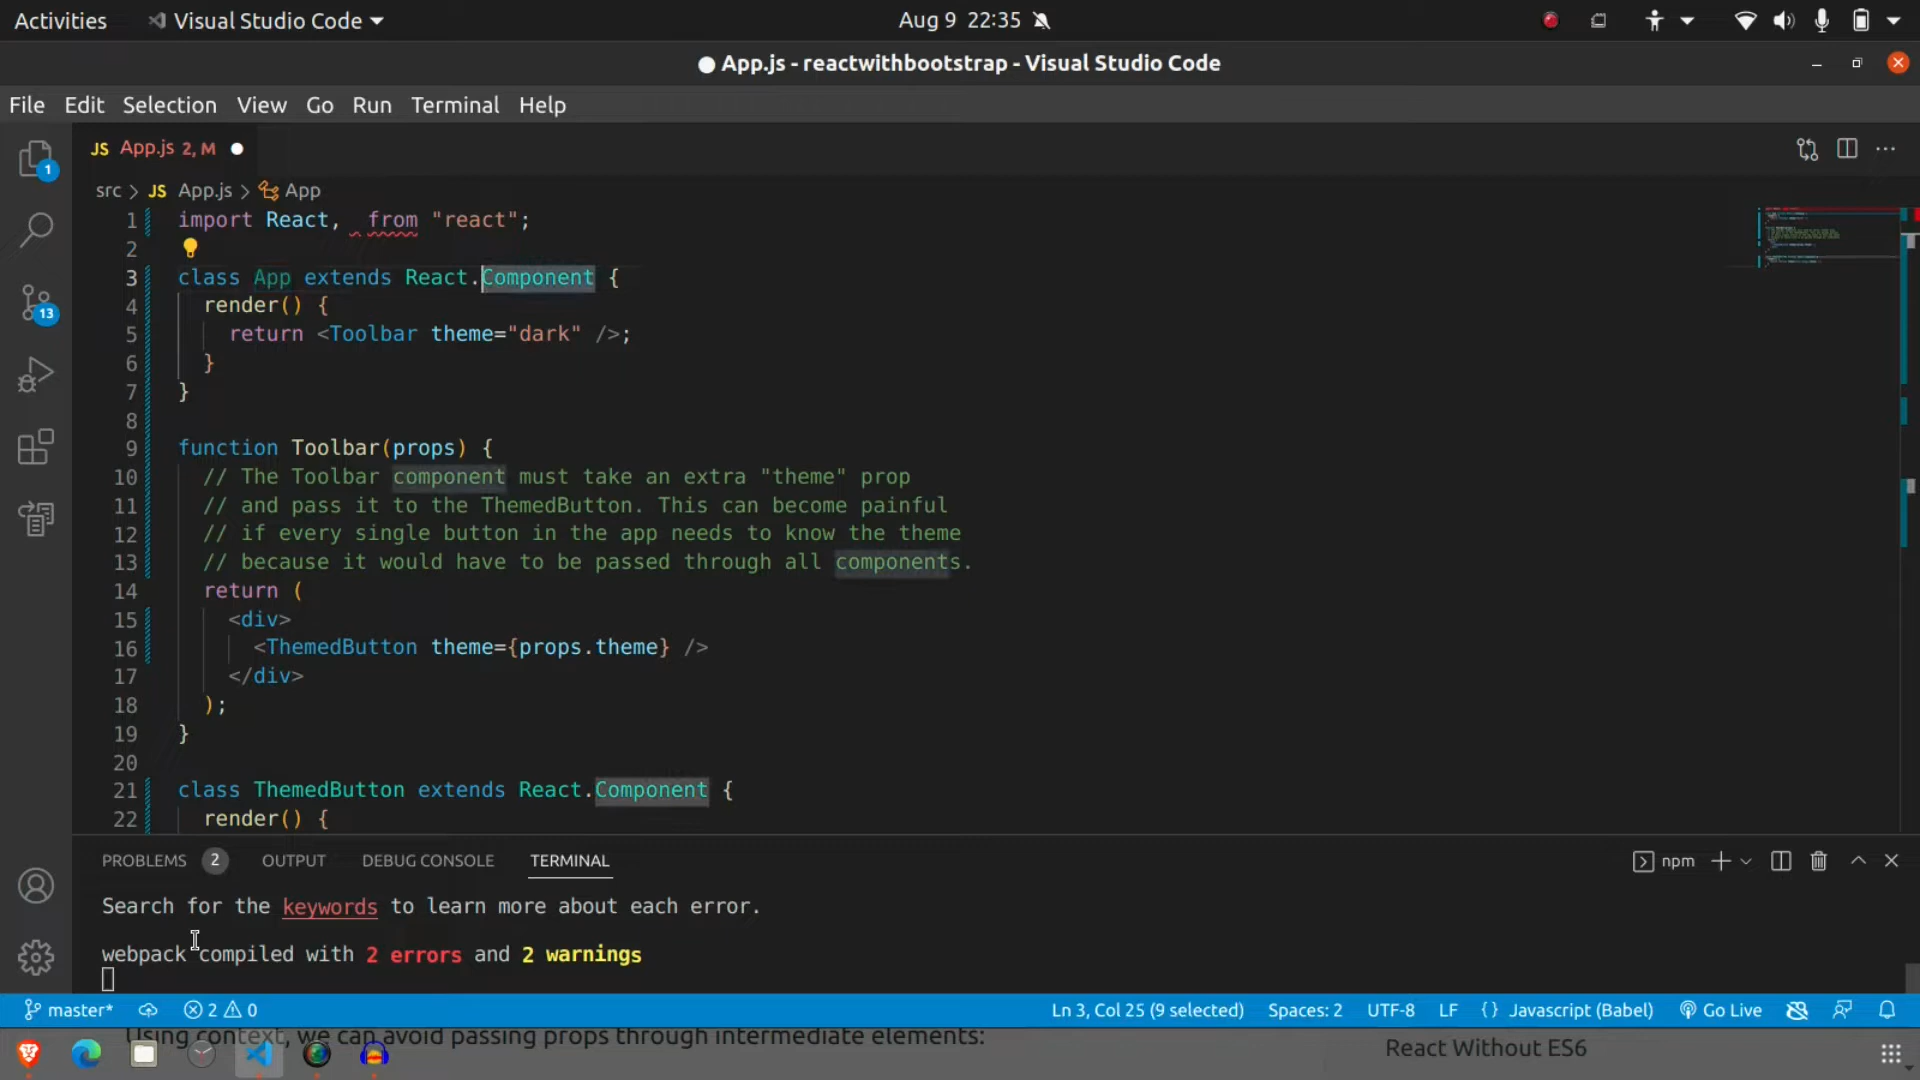 Activities Visual Studio Code Aug 9 22:35
App.js - reactwithbootstrap - Visual Studio Code
File Edit Selection View Go Run Terminal Help
JS App.js 2, M
src > JS App.js > App
1 import React, from "react";
2
3 class App extends React.Component {
4 render() {
5 return <Toolbar theme="dark" />;
6 }
7 }
8
9 function Toolbar(props) {
10 // The Toolbar component must take an extra "theme" prop
11 // and pass it to the ThemedButton. This can become painful
12 // if every single button in the app needs to know the theme
13 // because it would have to be passed through all components.
14 return (
15 <div>
16 <ThemedButton theme={props.theme} />
17 </div>
18 );
19 }
20
21 class ThemedButton extends React.Component {
22 render() {
PROBLEMS 2 OUTPUT DEBUG CONSOLE TERMINAL npm
Search for the keywords to learn more about each error.
webpack compiled with 2 errors and 2 warnings
1
13
master* 2 0 Ln 3, Col 25 (9 selected) Spaces: 2 UTF-8 LF {} Javascript (Babel) Go Live
Using context, we can avoid passing props through intermediate elements:
React Without ES6